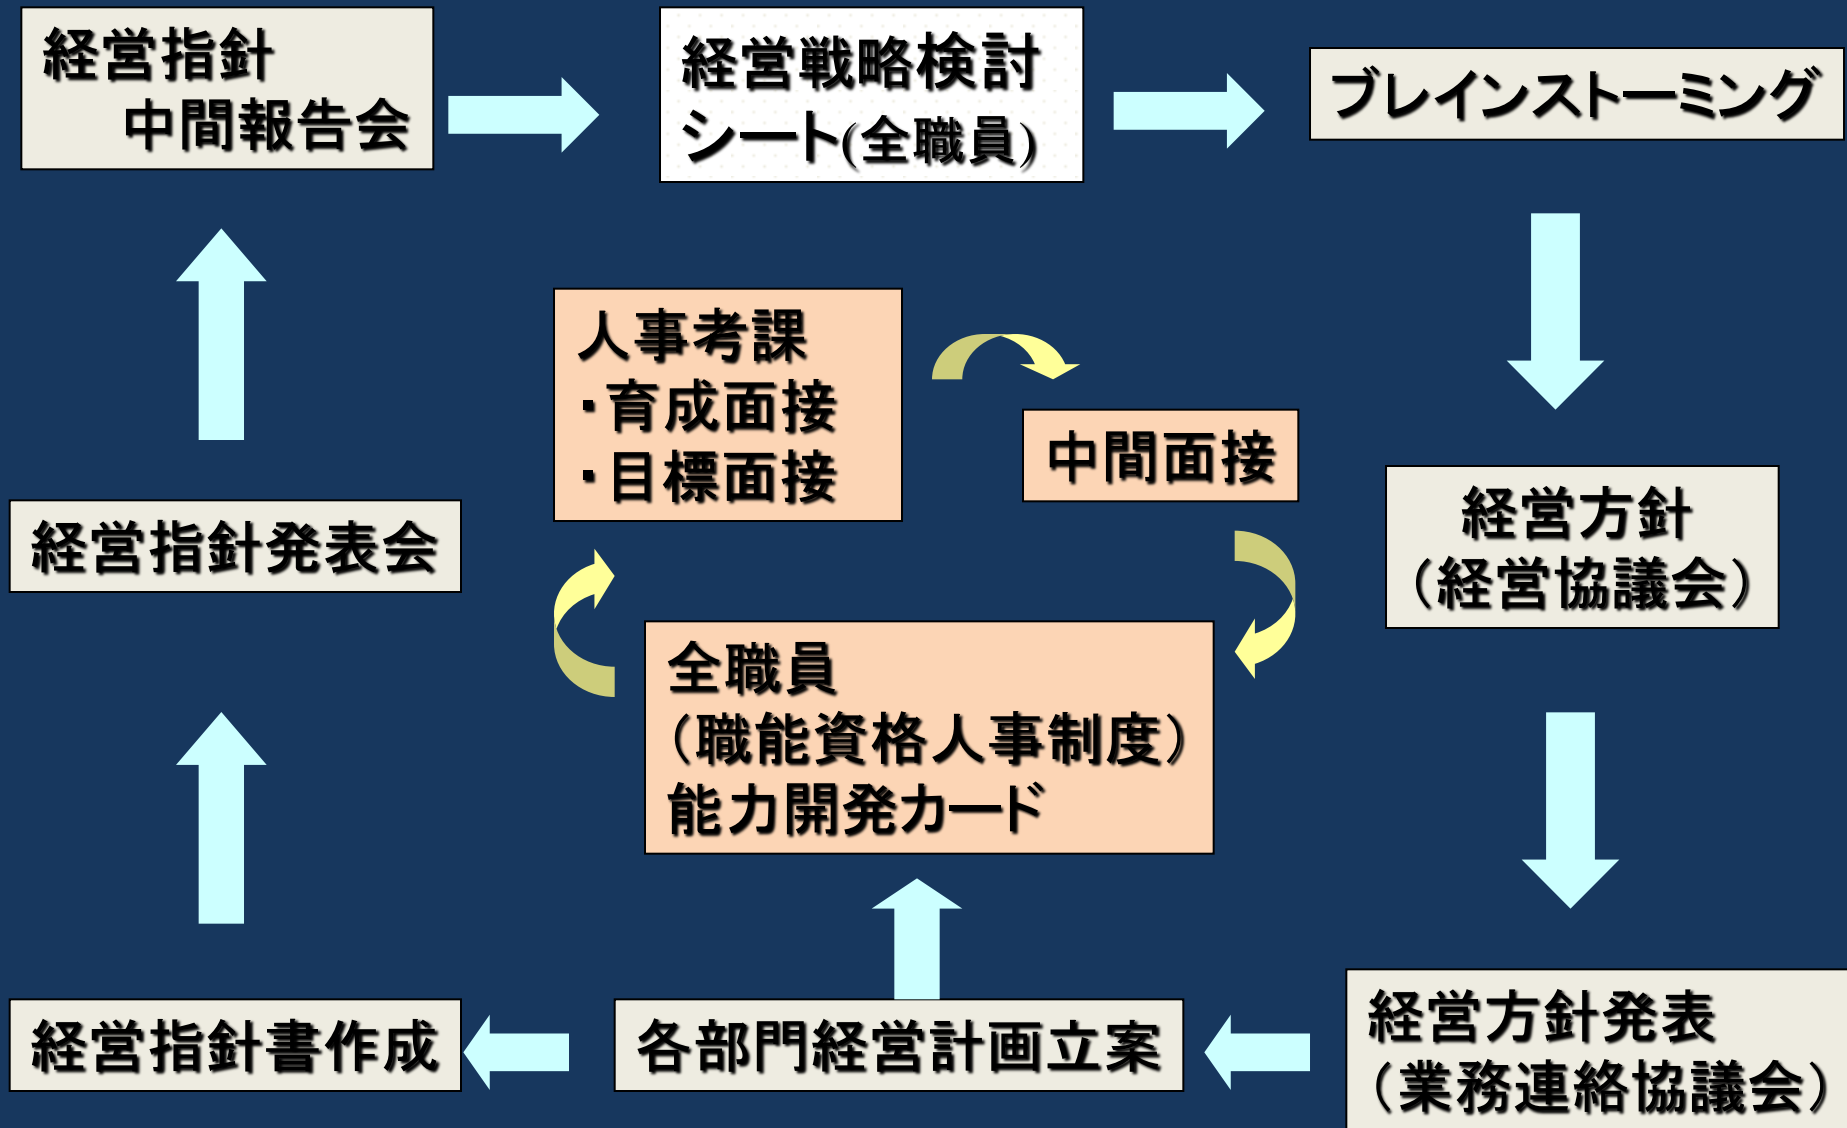 経営指針
中間報告会
経営戦略検討
シート(全職員)
ブレインストーミング
人事考課
・育成面接
・目標面接
中間面接
経営方針
（経営協議会）
経営指針発表会
全職員
（職能資格人事制度）
能力開発カード
経営指針書作成
各部門経営計画立案
経営方針発表
（業務連絡協議会）